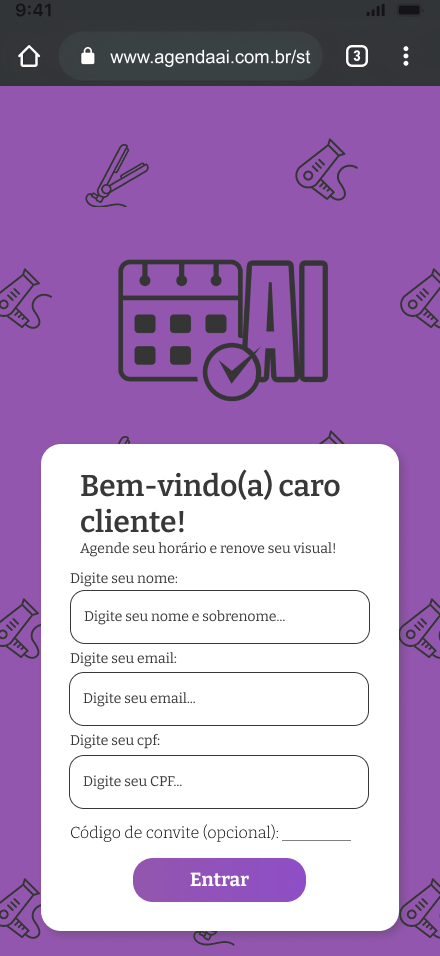 9:41
www.agendaai.com.br/st
3
AI
Bem-vindo(a) caro
cliente!
Agende seu horário e renove seu visual!
Digite seu nome:
Digite seu nome e sobrenome...
Digite seu email:
Digite seu email...
Digite seu cpf:
Digite seu CPF...
Código de convite (opcional): ________
Entrar